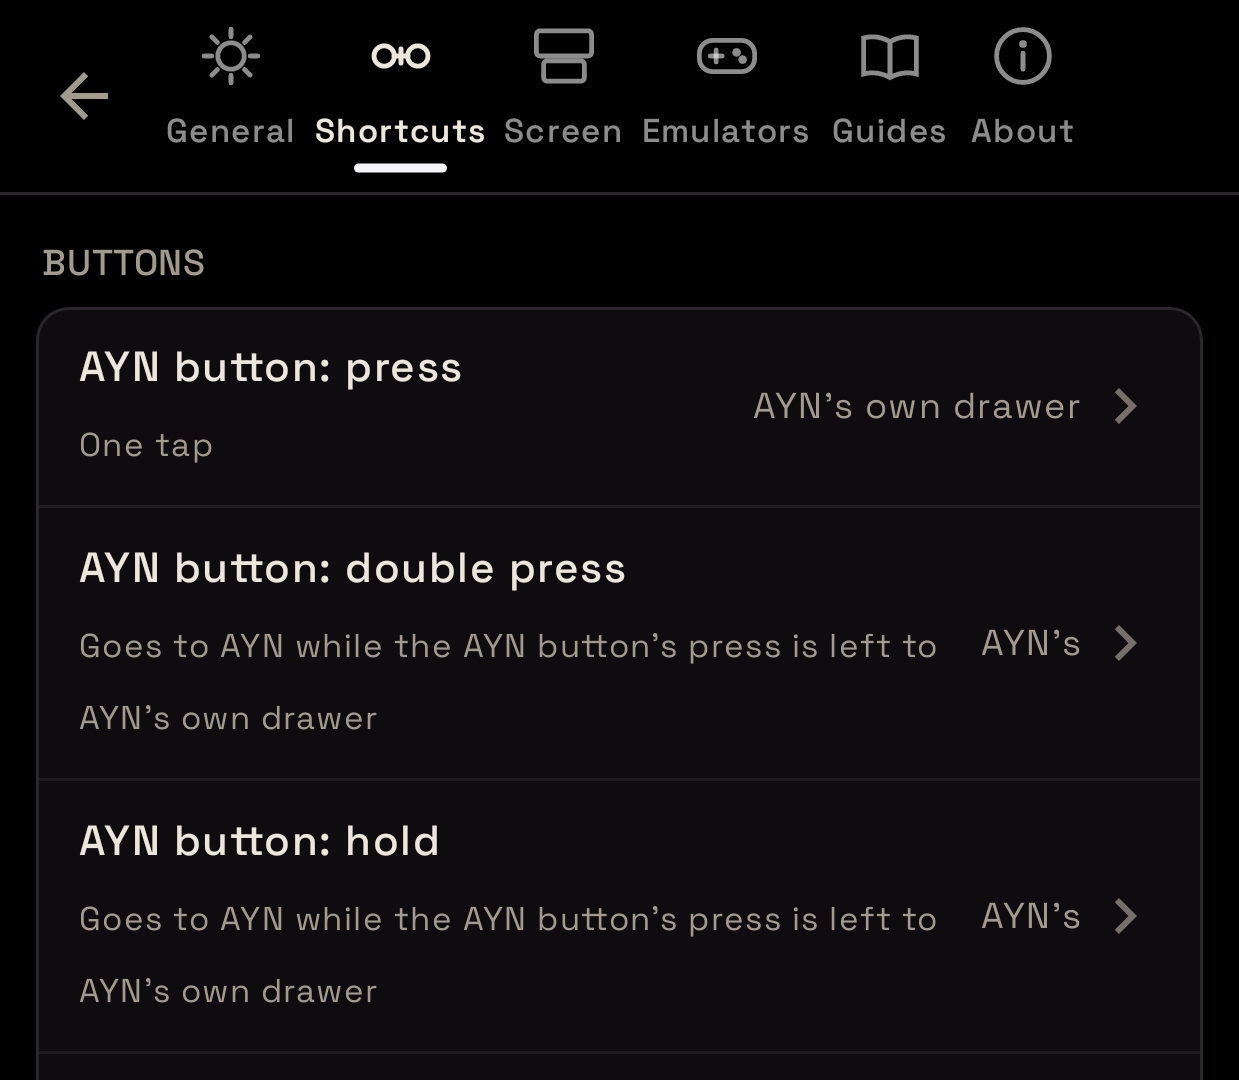 General Shortcuts Screen Emulators Guides About
BUTTONS
AYN button: press
One tap
AYN's own drawer
AYN button: double press
Goes to AYN while the AYN button's press is left to
AYN's own drawer
AYN's
AYN button: hold
Goes to AYN while the AYN button's press is left to
AYN's own drawer
AYN's